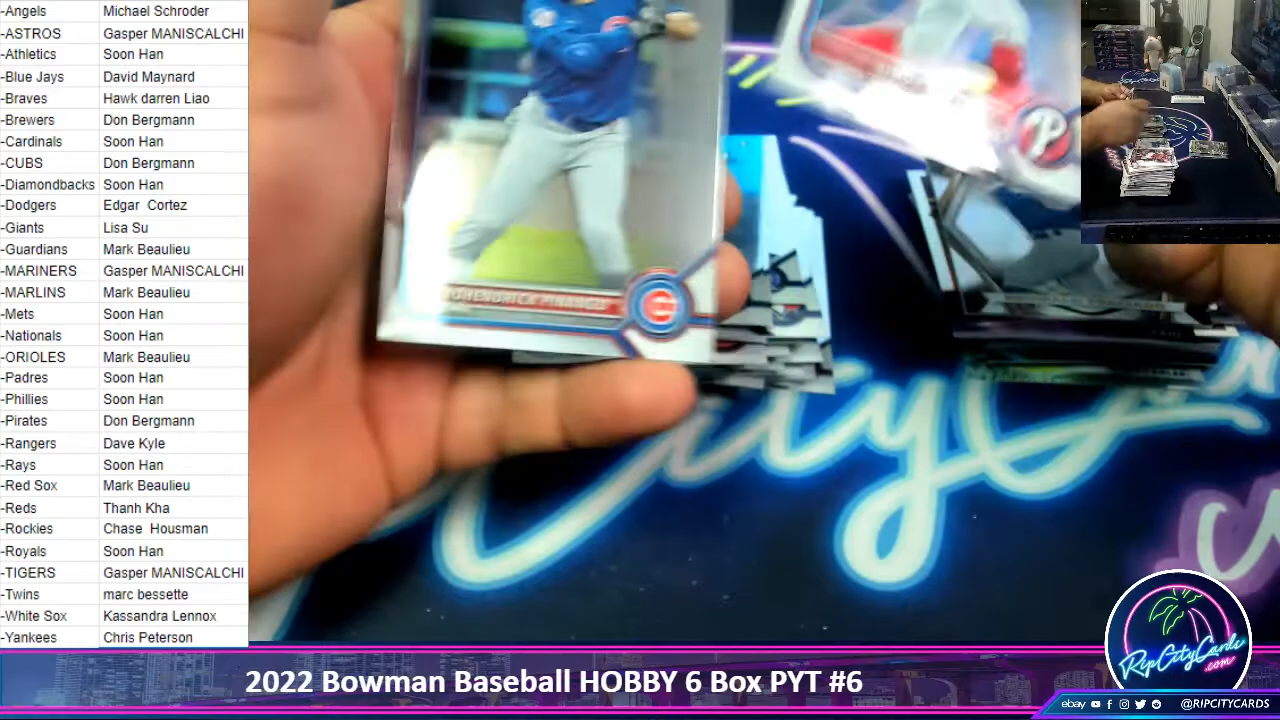 -Angels Michael Schroder
-ASTROS Gasper MANISCALCHI
-Athletics Soon Han
-Blue Jays David Maynard
-Braves Hawk darren Liao
-Brewers Don Bergmann
-Cardinals Soon Han
-CUBS Don Bergmann
-Diamondbacks Soon Han
-Dodgers Edgar Cortez
-Giants Lisa Su
-Guardians Mark Beaulieu
-MARINERS Gasper MANISCALCHI
-MARLINS Mark Beaulieu
-Mets Soon Han
-Nationals Soon Han
-ORIOLES Mark Beaulieu
-Padres Soon Han
-Phillies Soon Han
-Pirates Don Bergmann
-Rangers Dave Kyle
-Rays Soon Han
-Red Sox Mark Beaulieu
-Reds Thanh Kha
-Rockies Chase Housman
-Royals Soon Han
-TIGERS Gasper MANISCALCHI
-Twins marc bessette
-White Sox Kassandra Lennox
-Yankees Chris Peterson
P
City
2022 Bowman Baseball HOBBY 6 Box PYT #6
RipCityCards
.com
ebay @RIPCITYCARDS